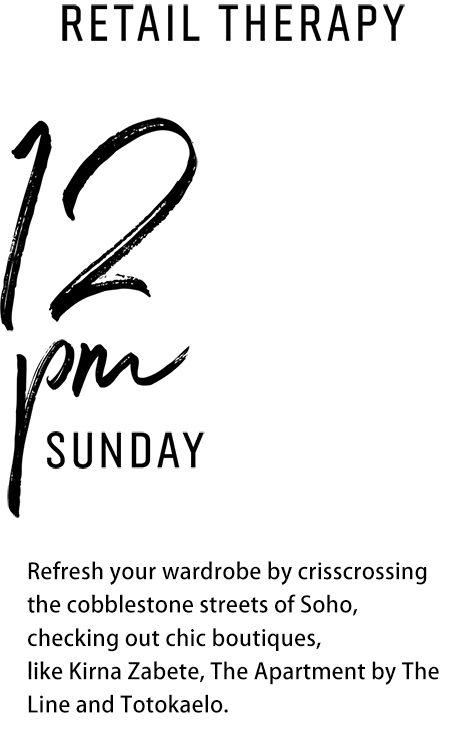 RETAIL THERAPY
12
pm
SUNDAY
Refresh your wardrobe by crisscrossing
the cobblestone streets of Soho,
checking out chic boutiques,
like Kirna Zabete, The Apartment by The
Line and Totokaelo.